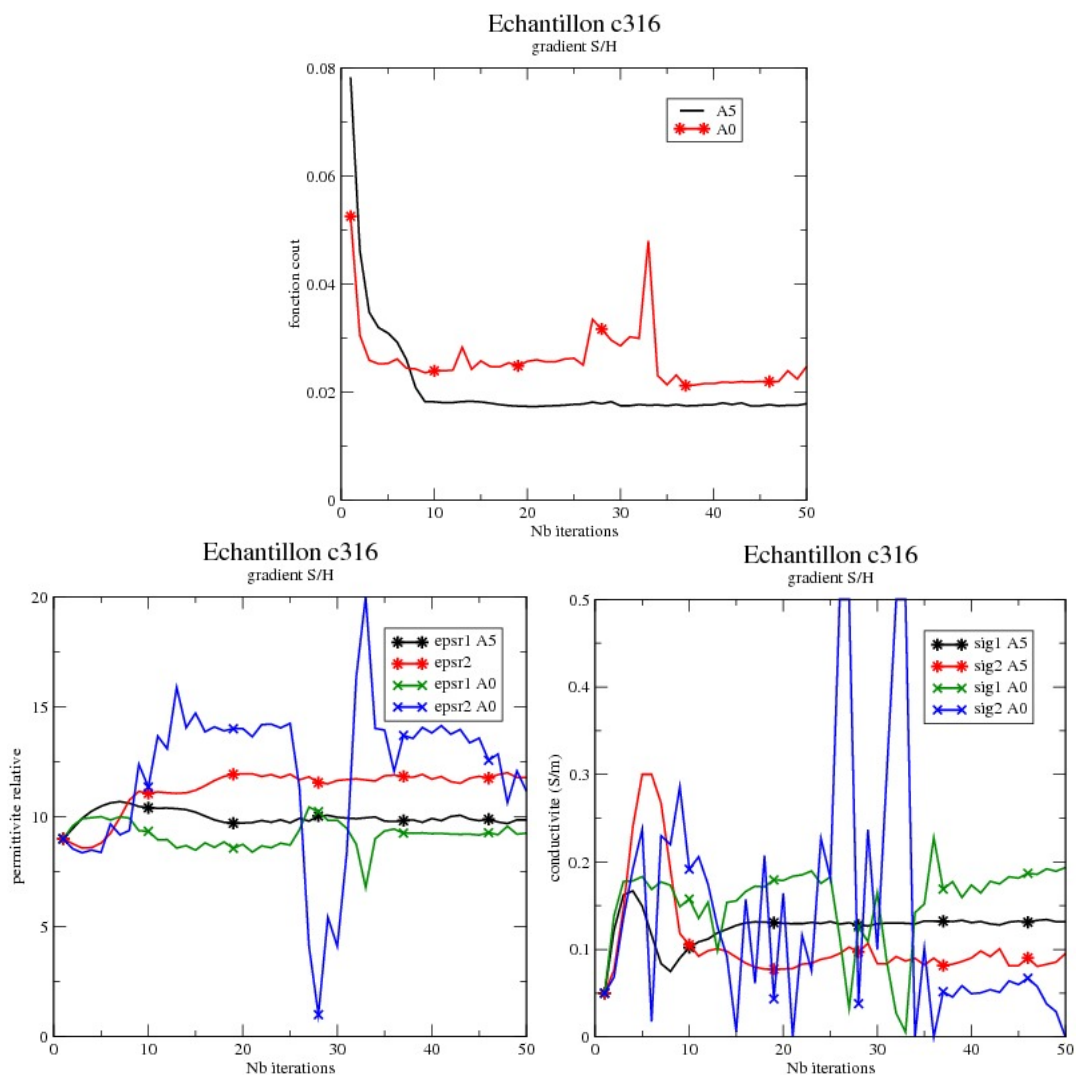 Echantillon c316
gradient S/H
0.08
0.06
0.04
0.02
0
fonction cout
A5
A0
0 10 20 30 40 50
Nb iterations
Echantillon c316
gradient S/H
20
15
10
5
0
permittivite relative
epsr1 A5
epsr2
epsr1 A0
epsr2 A0
0 10 20 30 40 50
Nb iterations
Echantillon c316
gradient S/H
0.5
0.4
0.3
0.2
0.1
0
conductivite (S/m)
sig1 A5
sig2 A5
sig1 A0
sig2 A0
0 10 20 30 40 50
Nb iterations